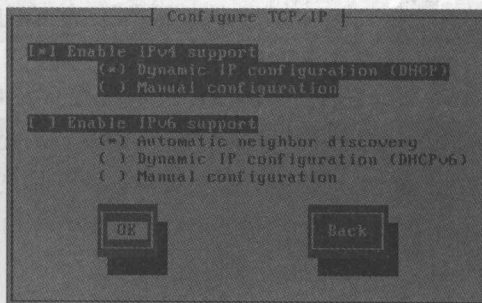 Configure TCP/IP
[*] Enable IPv4 support
(*) Dynamic IP configuration (DHCP)
( ) Manual configuration
[ ] Enable IPv6 support
(*) Automatic neighbor discovery
( ) Dynamic IP configuration (DHCPv6)
( ) Manual configuration
OK
Back